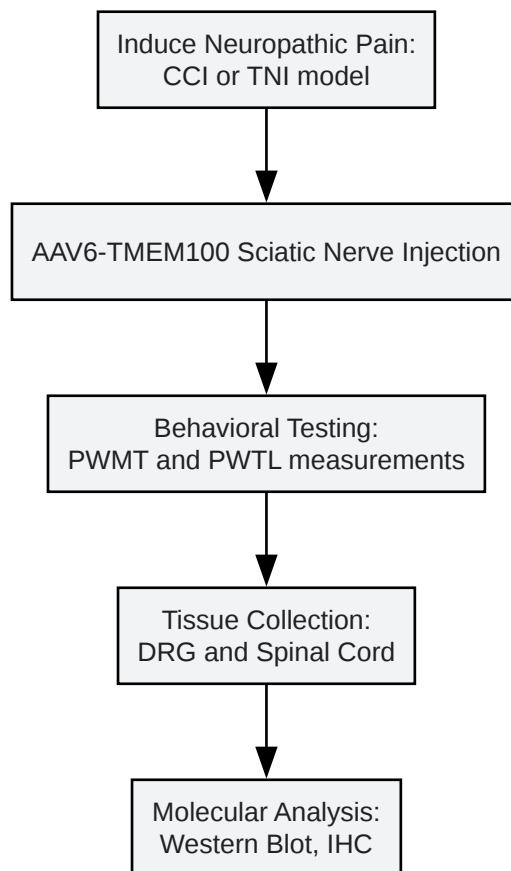 Induce Neuropathic Pain:
CCI or TNI model
AAV6-TMEM100 Sciatic Nerve Injection
Behavioral Testing:
PWMT and PWTL measurements
Tissue Collection:
DRG and Spinal Cord
Molecular Analysis:
Western Blot, IHC